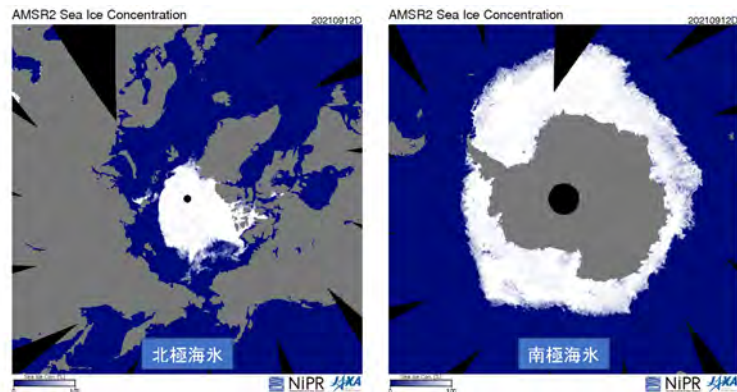 AMSR2 Sea Ice Concentration
20210912D
北極海氷
NiPR JAXA
AMSR2 Sea Ice Concentration
20210912D
南極海氷
NiPR JAXA